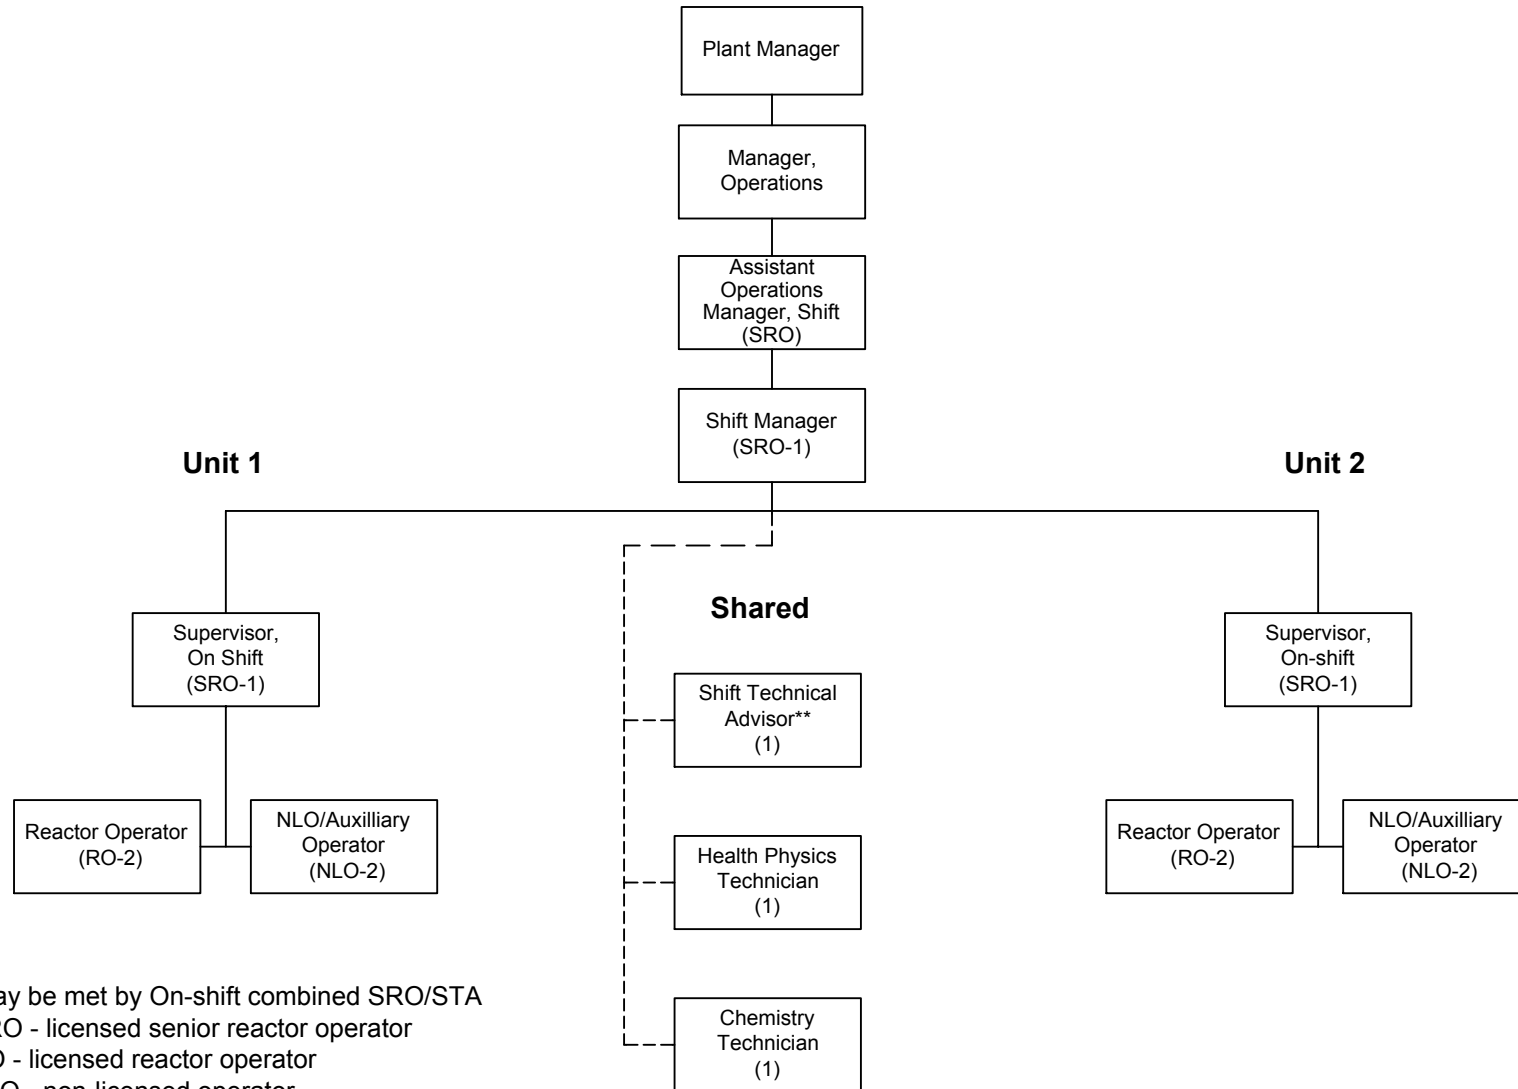 Plant Manager
Manager,
Operations
Assistant
Operations
Manager, Shift
(SRO)
Shift Manager
(SRO-1)
Unit 1
Unit 2
Shared
Supervisor,
On Shift
(SRO-1)
Supervisor,
On-shift
(SRO-1)
Shift Technical
Advisor**
(1)
Reactor Operator
(RO-2)
NLO/Auxilliary
Operator
(NLO-2)
Health Physics
Technician
(1)
Reactor Operator
(RO-2)
NLO/Auxilliary
Operator
(NLO-2)
Chemistry
Technician
(1)
be met by On-shift combined SRO/STA
- licensed senior reactor operator
- licensed reactor operator
- non-licensed operator